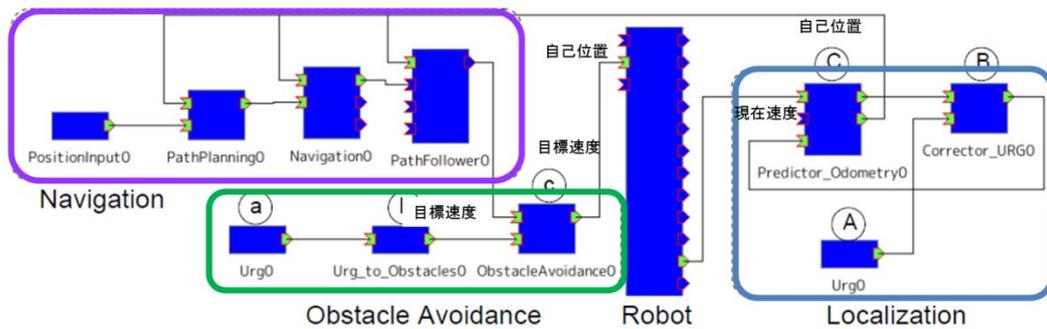 自己位置
自己位置
C
B
現在速度
PositionInput0
PathPlanning0
Navigation0
PathFollower0
目標速度
Predictor_Odometry0
Corrector_URG0
Navigation
a
目標速度
c
A
Urg0
Urg_to_Obstacles0
ObstacleAvoidance0
Urg0
Obstacle Avoidance
Robot
Localization